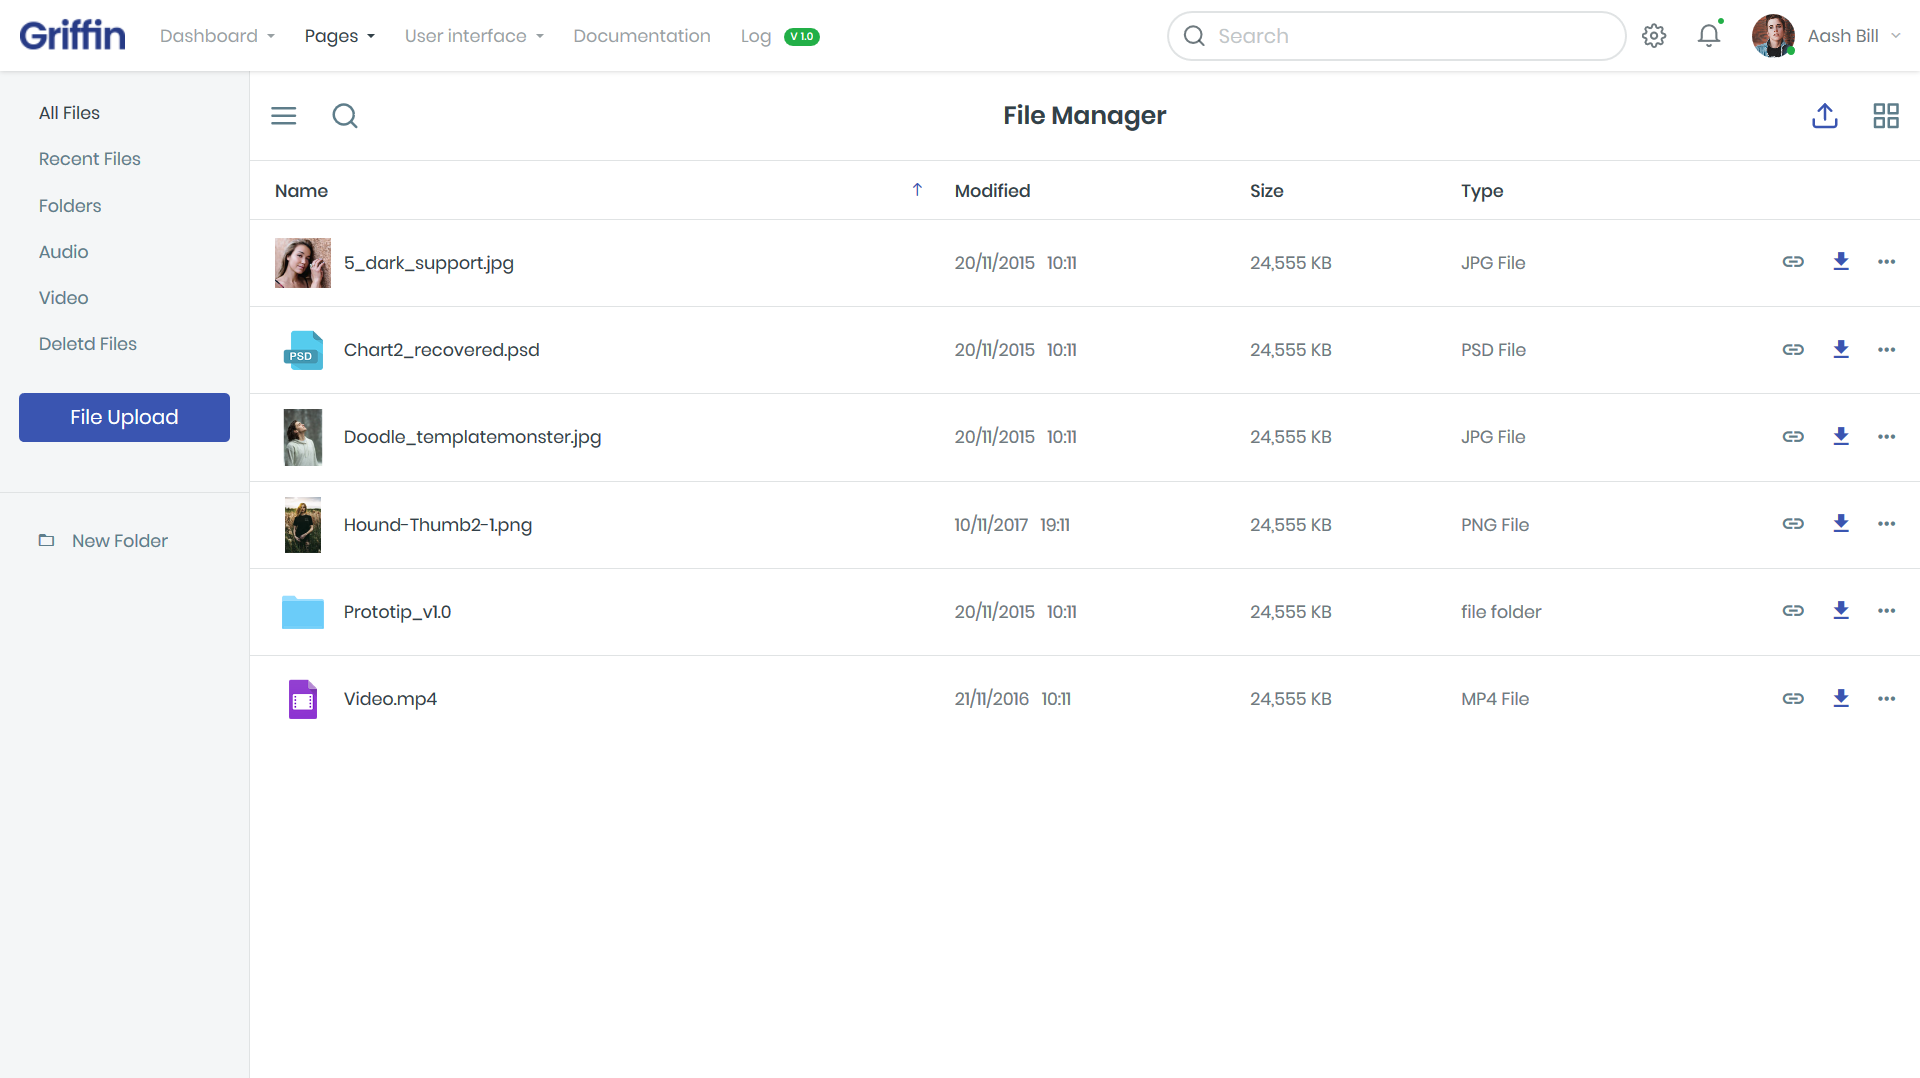 Griffin Dashboard Pages User interface Documentation Log V 1.0 Search Aash Bill
All Files
Recent Files
Folders
Audio
Video
Deletd Files
File Upload
New Folder
File Manager
Name Modified Size Type
5_dark_support.jpg 20/11/2015 10:11 24,555 KB JPG File
PSD Chart2_recovered.psd 20/11/2015 10:11 24,555 KB PSD File
Doodle_templatemonster.jpg 20/11/2015 10:11 24,555 KB JPG File
Hound-Thumb2-1.png 10/11/2017 19:11 24,555 KB PNG File
Prototip_v1.0 20/11/2015 10:11 24,555 KB file folder
Video.mp4 21/11/2016 10:11 24,555 KB MP4 File